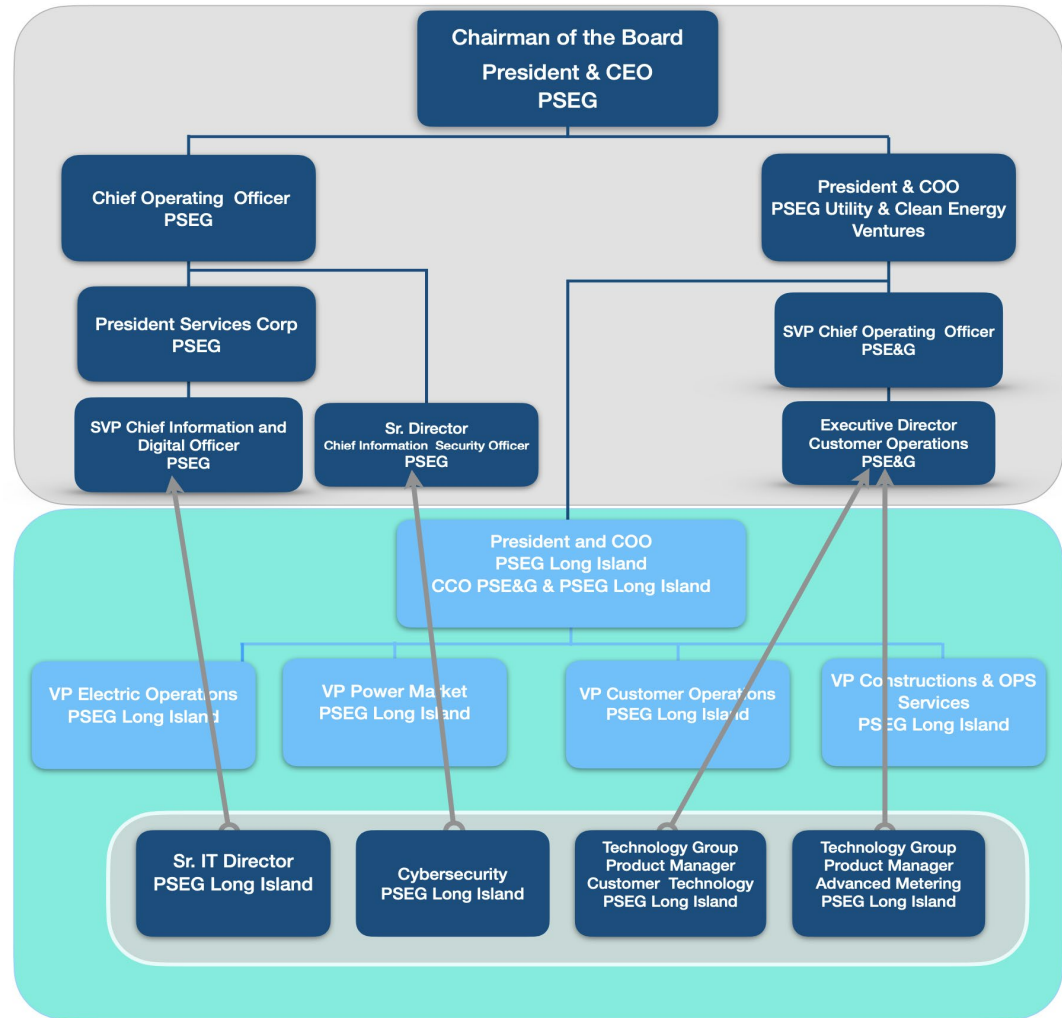 Chairman of the Board
President & CEO
PSEG
Chief Operating Officer
PSEG
President & COO
PSEG Utility & Clean Energy
Ventures
President Services Corp
PSEG
SVP Chief Operating Officer
PSE&G
SVP Chief Information and
Digital Officer
PSEG
Sr. Director
Chief Information Security Officer
PSEG
Executive Director
Customer Operations
PSE&G
President and COO
PSEG Long Island
CCO PSE&G & PSEG Long Island
VP Electric Operations
PSEG Long Island
VP Power Market
PSEG Long Island
VP Customer Operations
PSEG Long Island
VP Constructions & OPS
Services
PSEG Long Island
Sr. IT Director
PSEG Long Island
Cybersecurity
PSEG Long Island
Technology Group
Product Manager
Customer Technology
PSEG Long Island
Technology Group
Product Manager
Advanced Metering
PSEG Long Island